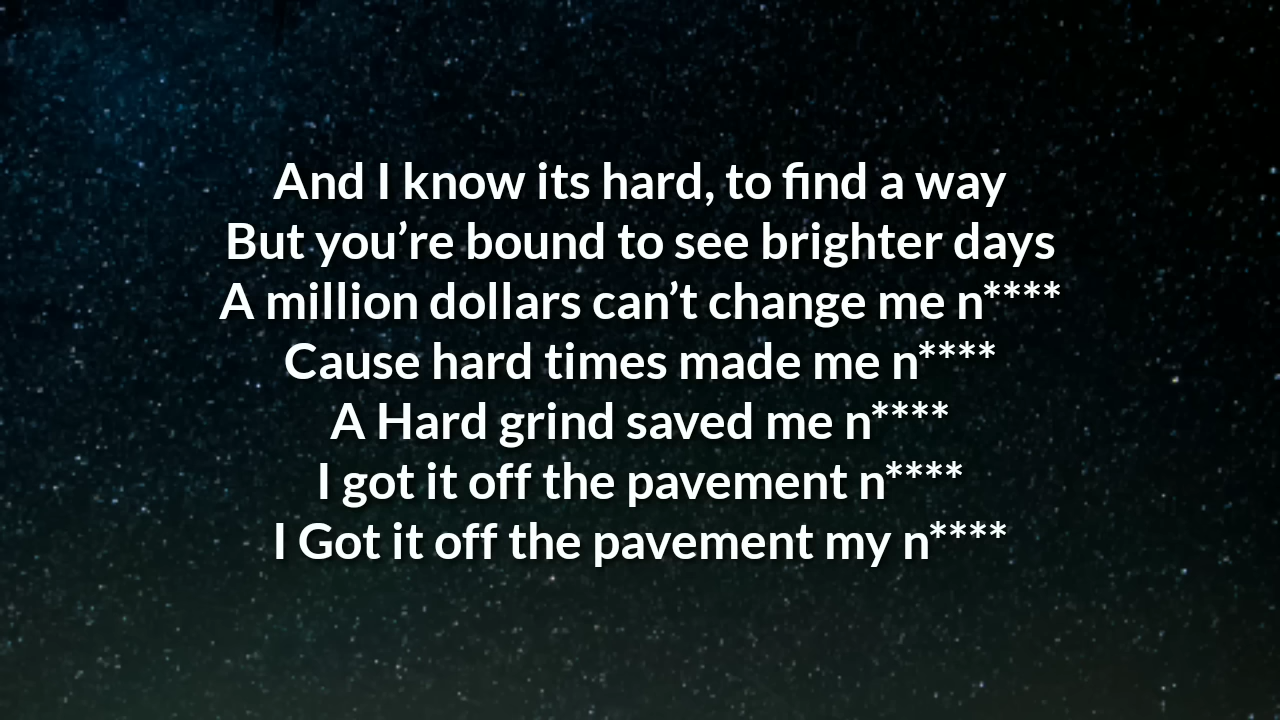 And I know its hard, to find a way
But you’re bound to see brighter days
A million dollars can’t change me n****
Cause hard times made me n****
A Hard grind saved me n****
I got it off the pavement n****
I Got it off the pavement my n****